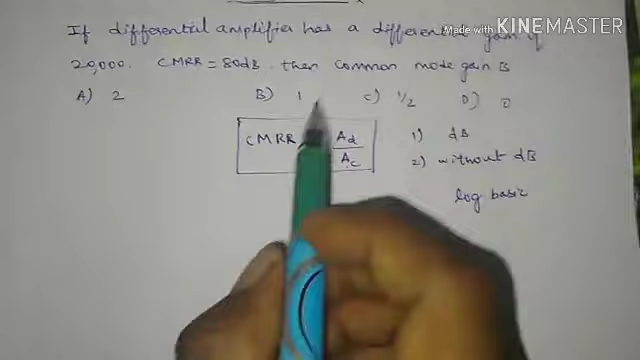 Made with KINEMASTER
If differential amplifier has a differential gain of
20,000. CMRR = 80dB. then common mode gain is
A) 2 B) 1 C) 1/2 D) 0
CMRR Ad/Ac
1) dB
2) without dB
log basic